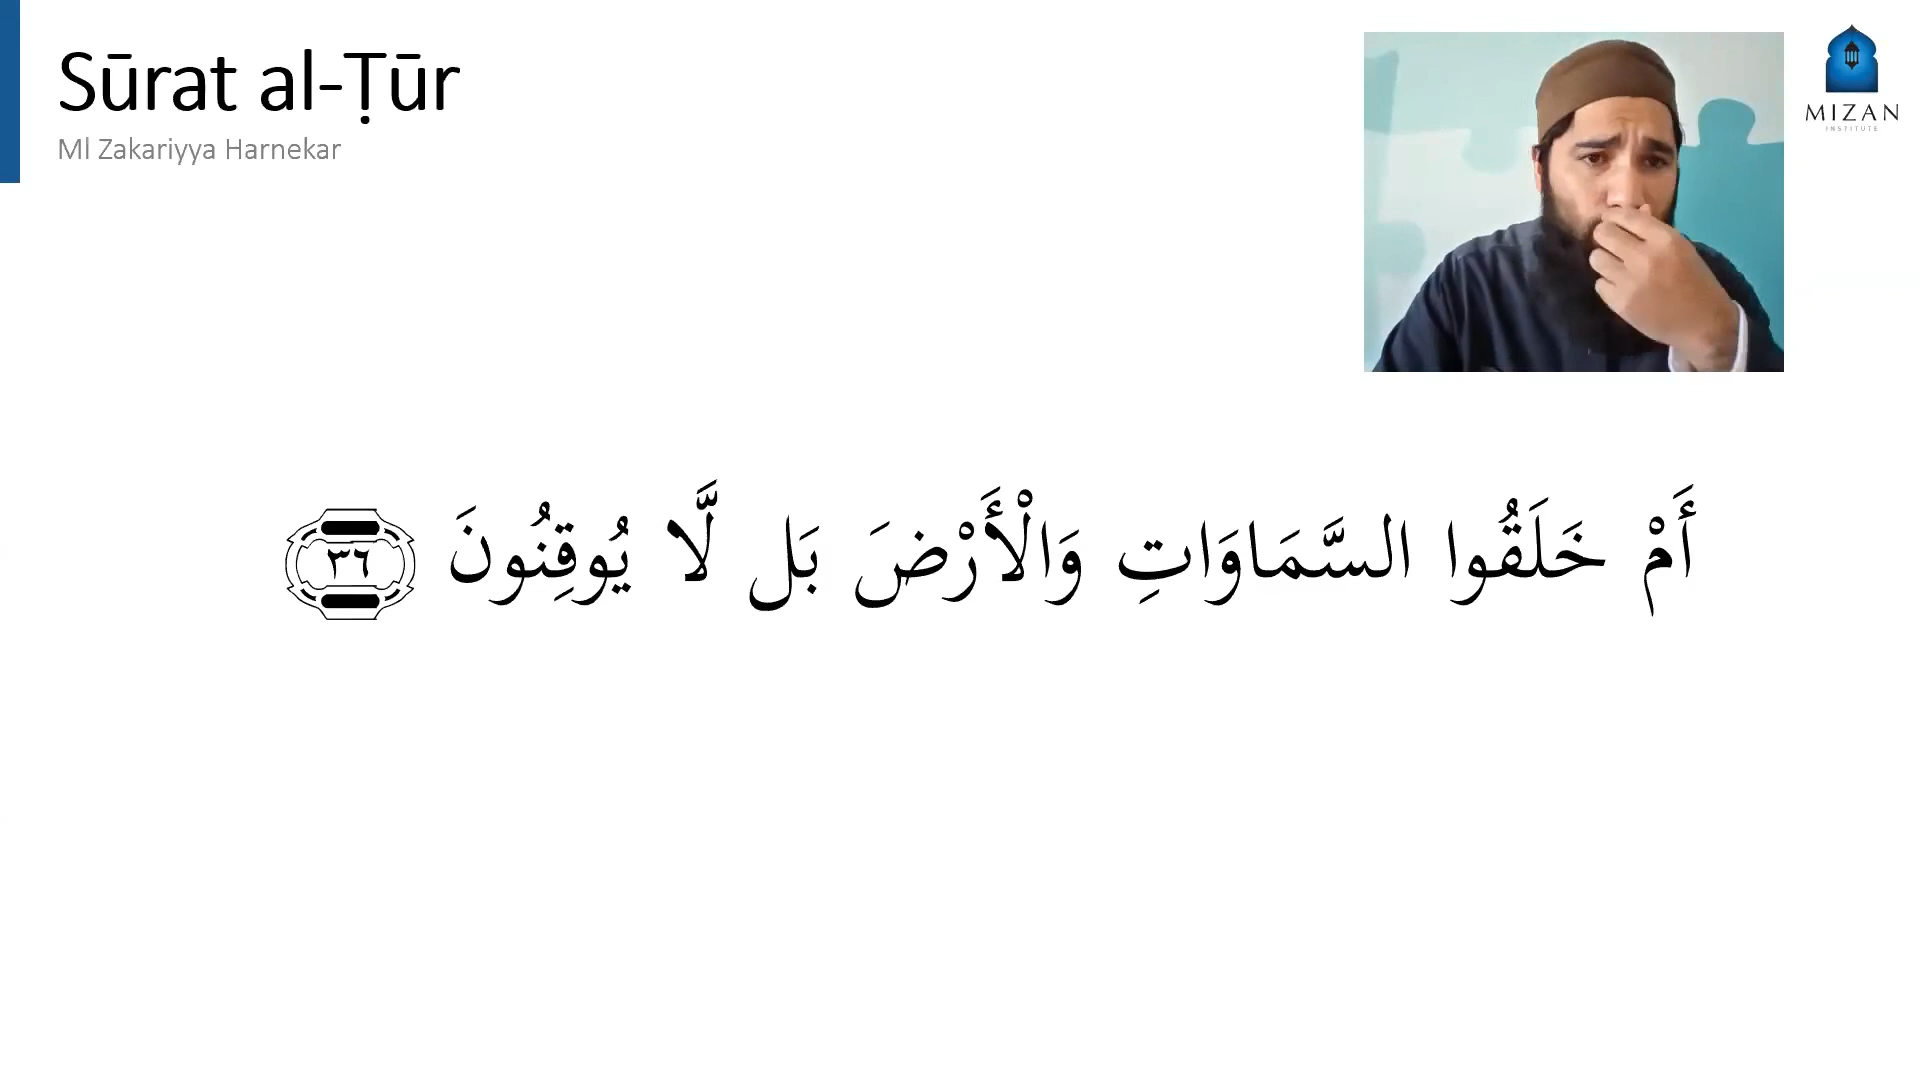 Sūrat al-Ṭūr
Ml Zakariyya Harnekar
MIZAN
INSTITUTE
أَمْ خَلَقُوا السَّمَاوَاتِ وَالْأَرْضَ بَل لَّا يُوقِنُونَ ٣٦